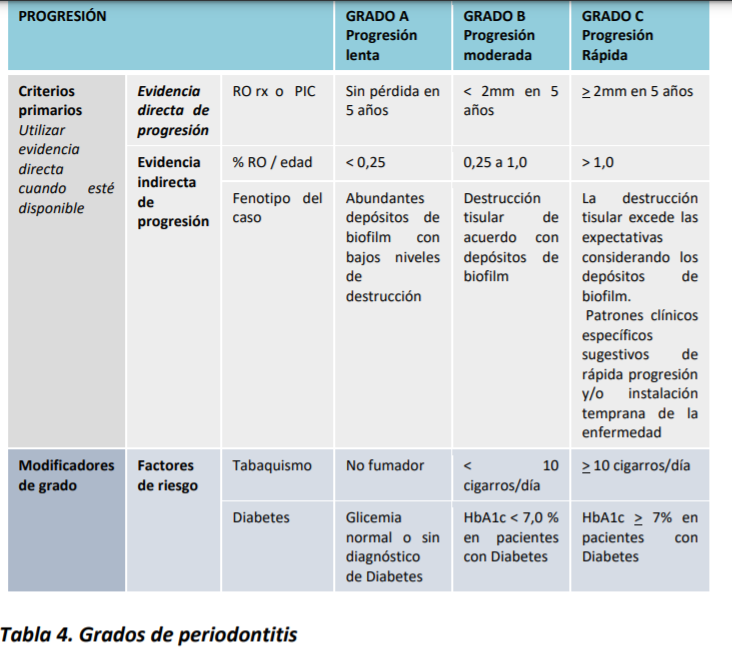 PROGRESIÓN
GRADO A
Progresión
lenta
GRADO B
Progresión
moderada
GRADO C
Progresión
Rápida
Criterios
primarios
Utilizar
evidencia
directa
cuando esté
disponible
Evidencia
directa de
progresión
RO rx o PIC
Sin pérdida en
5 años
< 2mm en 5
años
≥ 2mm en 5 años
Evidencia
indirecta
de
progresión
% RO / edad
< 0,25
0,25 a 1,0
> 1,0
Fenotipo del
caso
Abundantes
depósitos de
biofilm con
bajos niveles
de
destrucción
Destrucción
tisular de
acuerdo con
depósitos de
biofilm
La destrucción
tisular excede las
expectativas
considerando los
depósitos de
biofilm.
Patrones clínicos
específicos
sugestivos de
rápida progresión
y/o instalación
temprana de la
enfermedad
Modificadores
de grado
Factores
de riesgo
Tabaquismo
No fumador
< 10
cigarros/día
≥ 10 cigarros/día
Diabetes
Glicemia
normal o sin
diagnóstico
de Diabetes
HbA1c < 7,0 %
en pacientes
con Diabetes
HbA1c ≥ 7% en
pacientes con
Diabetes
Tabla 4. Grados de periodontitis